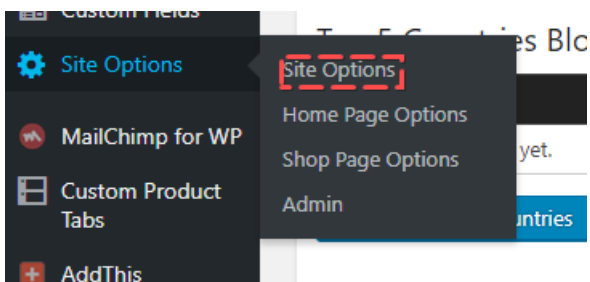 Custom Fields
Site Options
MailChimp for WP
Custom Product
Tabs
AddThis
Site Options
Home Page Options
Shop Page Options
Admin
Blo
yet.
untries